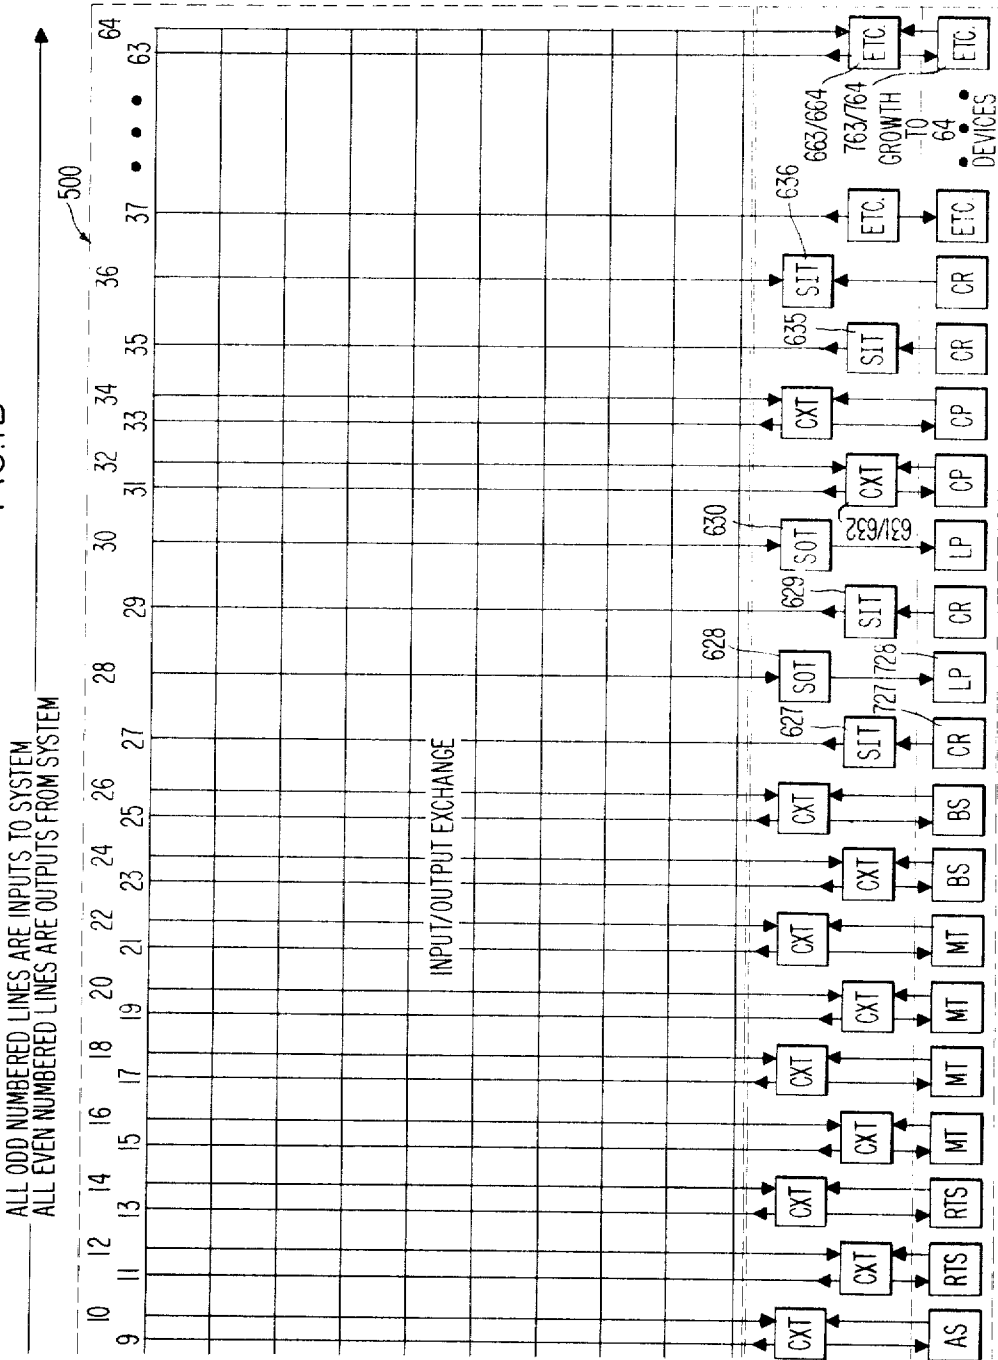 ALL ODD NUMBERED LINES ARE INPUTS TO SYSTEM
ALL EVEN NUMBERED LINES ARE OUTPUTS FROM SYSTEM
500
9 10 11 12 13 14 15 16 17 18 19 20 21 22 23 24 25 26 27 28 29 30 31 32 33 34 35 36 37 63 64
INPUT/OUTPUT EXCHANGE
628 630 636
CXT CXT CXT CXT CXT SOT SOT CXT SIT
627 629 631/632 635 663/664
CXT CXT CXT CXT SIT SIT CXT SIT ETC. ETC.
727 728 763/764
GROWTH
TO
64
DEVICES
AS RTS RTS MT MT MT MT BS BS CR LP CR LP CP CP CR CR ETC. ETC.